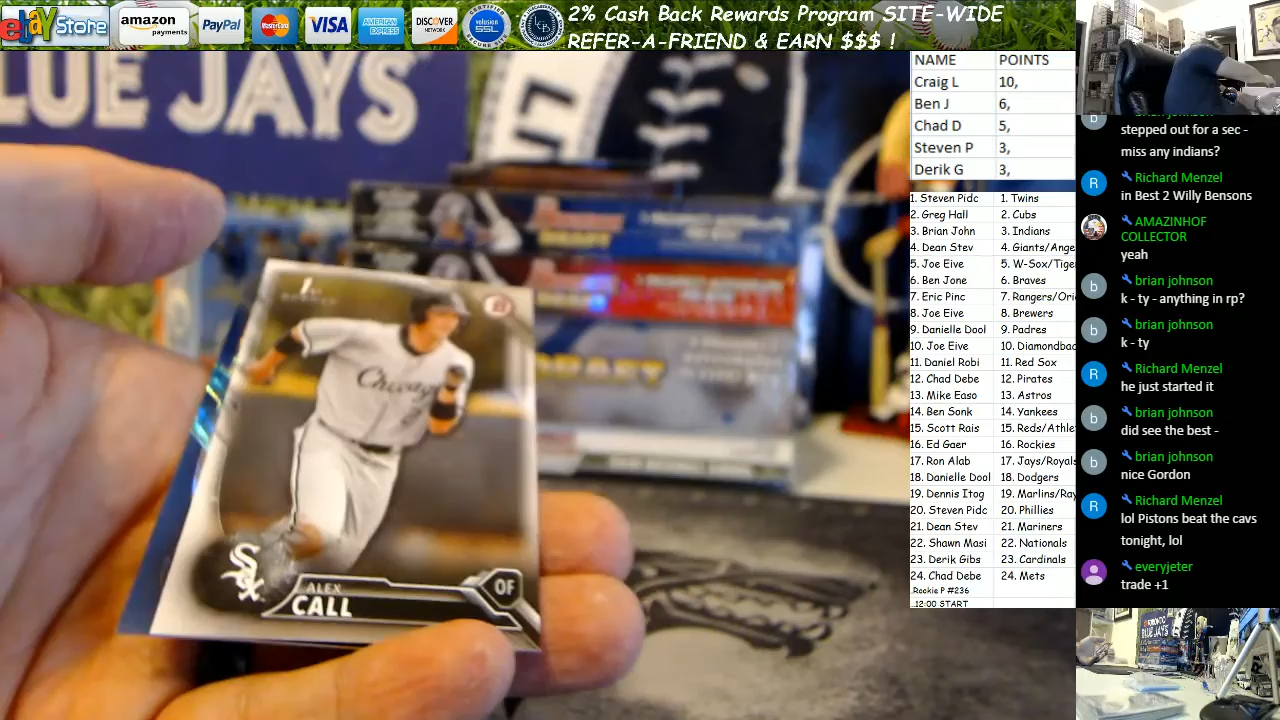 ebay Store
amazon payments
PayPal
MasterCard
VISA
AMERICAN EXPRESS
DISCOVER NETWORK
CERTIFIED
volusion SSL
SECURE
2% Cash Back Rewards Program SITE-WIDE
REFER-A-FRIEND & EARN $$$ !
BLUE JAYS
DRAFT
DRAFT
Chicago
SOX
ALEX
CALL
OF
NAME POINTS
Craig L 10,
Ben J 6,
Chad D 5,
Steven P 3,
Derik G 3,
1. Steven Pidc 1. Twins
2. Greg Hall 2. Cubs
3. Brian John 3. Indians
4. Dean Stev 4. Giants/Ange
5. Joe Eive 5. W-Sox/Tige
6. Ben Jone 6. Braves
7. Eric Pinc 7. Rangers/Ori
8. Joe Eive 8. Brewers
9. Danielle Dool 9. Padres
10. Joe Eive 10. Diamondbac
11. Daniel Robi 11. Red Sox
12. Chad Debe 12. Pirates
13. Mike Easo 13. Astros
14. Ben Sonk 14. Yankees
15. Scott Rais 15. Reds/Athle
16. Ed Gaer 16. Rockies
17. Ron Alab 17. Jays/Royals
18. Danielle Dool 18. Dodgers
19. Dennis Itog 19. Marlins/Ray
20. Steven Pidc 20. Phillies
21. Dean Stev 21. Mariners
22. Shawn Masi 22. Nationals
23. Derik Gibs 23. Cardinals
24. Chad Debe 24. Mets
.Rookie P #236
..12:00 START
stepped out for a sec -
miss any indians?
Richard Menzel
in Best 2 Willy Bensons
AMAZINHOF
COLLECTOR
yeah
brian johnson
k - ty - anything in rp?
brian johnson
k - ty
Richard Menzel
he just started it
brian johnson
did see the best -
brian johnson
nice Gordon
Richard Menzel
lol Pistons beat the cavs
tonight, lol
everyjeter
trade +1